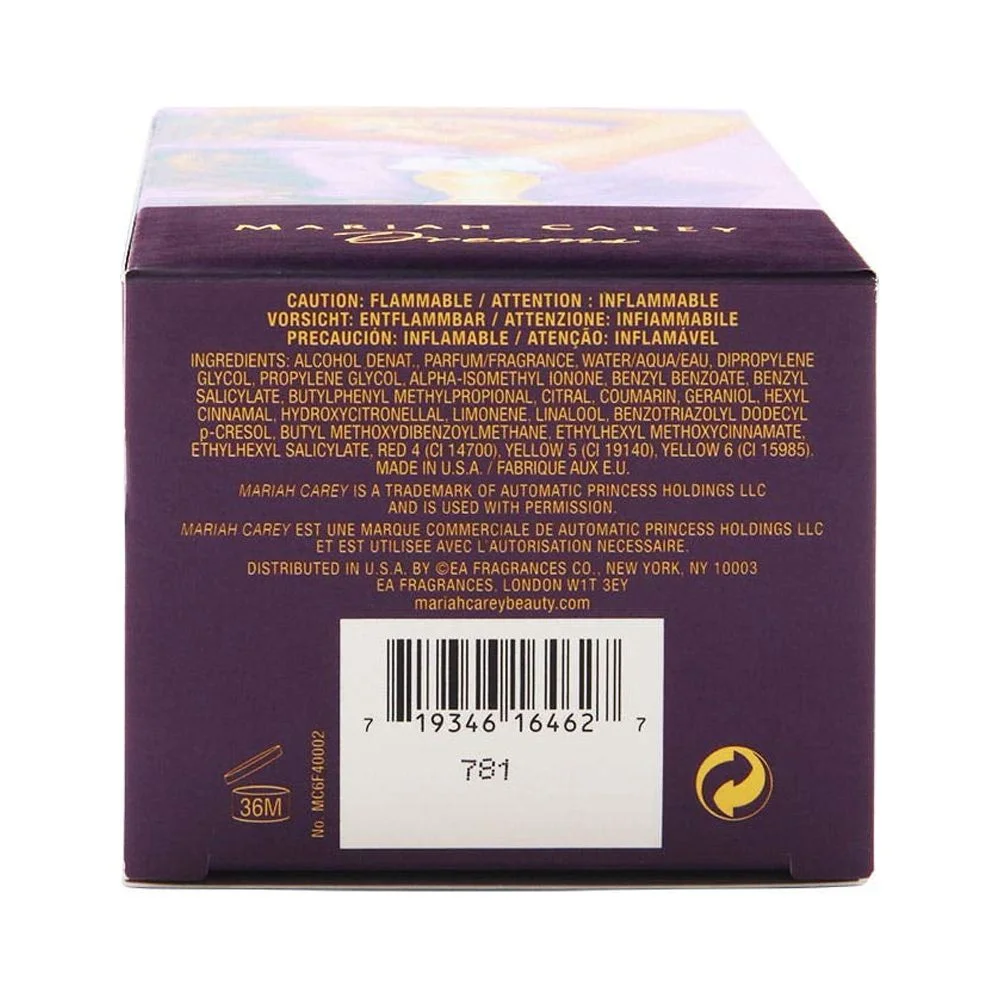 MARIAH CAREY
Dreams
CAUTION: FLAMMABLE / ATTENTION : INFLAMMABLE
VORSICHT: ENTFLAMMBAR / ATTENZIONE: INFIAMMABILE
PRECAUCIÓN: INFLAMABLE / ATENÇÃO: INFLAMÁVEL
INGREDIENTS: ALCOHOL DENAT., PARFUM/FRAGRANCE, WATER/AQUA/EAU, DIPROPYLENE
GLYCOL, PROPYLENE GLYCOL, ALPHA-ISOMETHYL IONONE, BENZYL BENZOATE, BENZYL
SALICYLATE, BUTYLPHENYL METHYLPROPIONAL, CITRAL, COUMARIN, GERANIOL, HEXYL
CINNAMAL, HYDROXYCITRONELLAL, LIMONENE, LINALOOL, BENZOTRIAZOLYL DODECYL
p-CRESOL, BUTYL METHOXYDIBENZOYLMETHANE, ETHYLHEXYL METHOXYCINNAMATE,
ETHYLHEXYL SALICYLATE, RED 4 (CI 14700), YELLOW 5 (CI 19140), YELLOW 6 (CI 15985).
MADE IN U.S.A. / FABRIQUE AUX E.U.
MARIAH CAREY IS A TRADEMARK OF AUTOMATIC PRINCESS HOLDINGS LLC
AND IS USED WITH PERMISSION.
MARIAH CAREY EST UNE MARQUE COMMERCIALE DE AUTOMATIC PRINCESS HOLDINGS LLC
ET EST UTILISEE AVEC L'AUTORISATION NECESSAIRE.
DISTRIBUTED IN U.S.A. BY ©EA FRAGRANCES CO., NEW YORK, NY 10003
EA FRAGRANCES. LONDON W1T 3EY
mariahcareybeauty.com
7 19346 16462 7
781
36M
No. MC6F40002